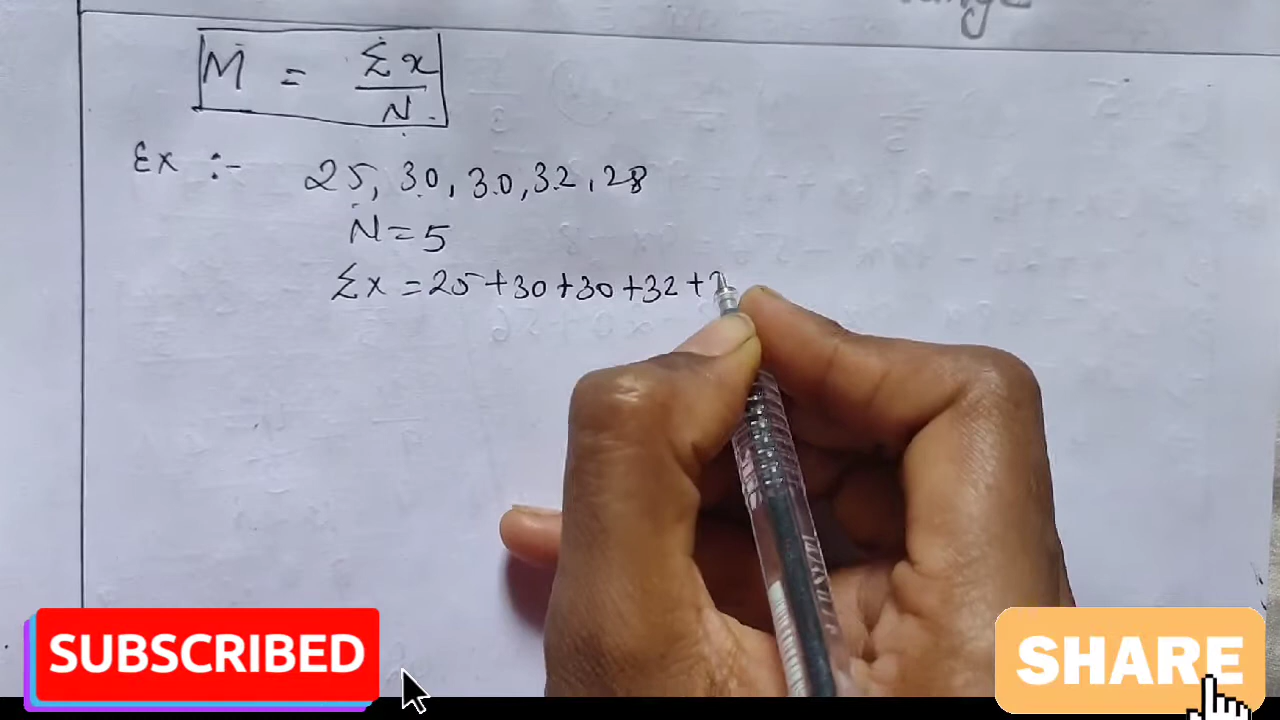 M = Σx/N.
Ex :- 25, 30, 30, 32, 28
N = 5
Σx = 25 + 30 + 30 + 32 +
SUBSCRIBED
SHARE